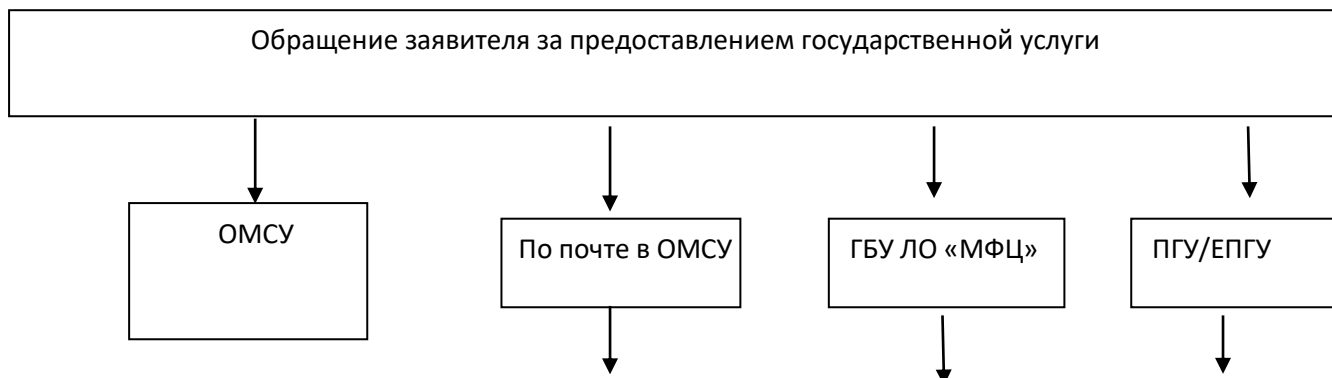 Обращение заявителя за предоставлением государственной услуги
ОМСУ
По почте в ОМСУ
ГБУ ЛО «МФЦ»
ПГУ/ЕПГУ